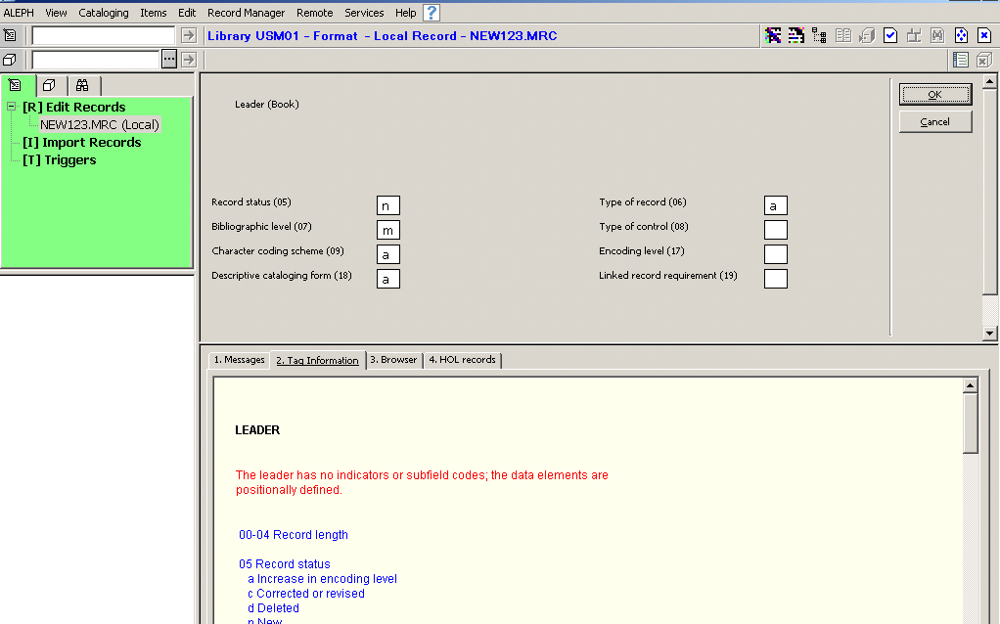 ALEPH View Cataloging Items Edit Record Manager Remote Services Help ?
Library USM01 - Format - Local Record - NEW123.MRC
...
[R] Edit Records
NEW123.MRC (Local)
[I] Import Records
[T] Triggers
Leader (Book)
OK
Cancel
Record status (05) n Type of record (06) a
Bibliographic level (07) m Type of control (08)
Character coding scheme (09) a Encoding level (17)
Descriptive cataloging form (18) a Linked record requirement (19)
1. Messages 2. Tag Information 3. Browser 4. HOL records
LEADER
The leader has no indicators or subfield codes; the data elements are
positionally defined.
00-04 Record length
05 Record status
a Increase in encoding level
c Corrected or revised
d Deleted
n New